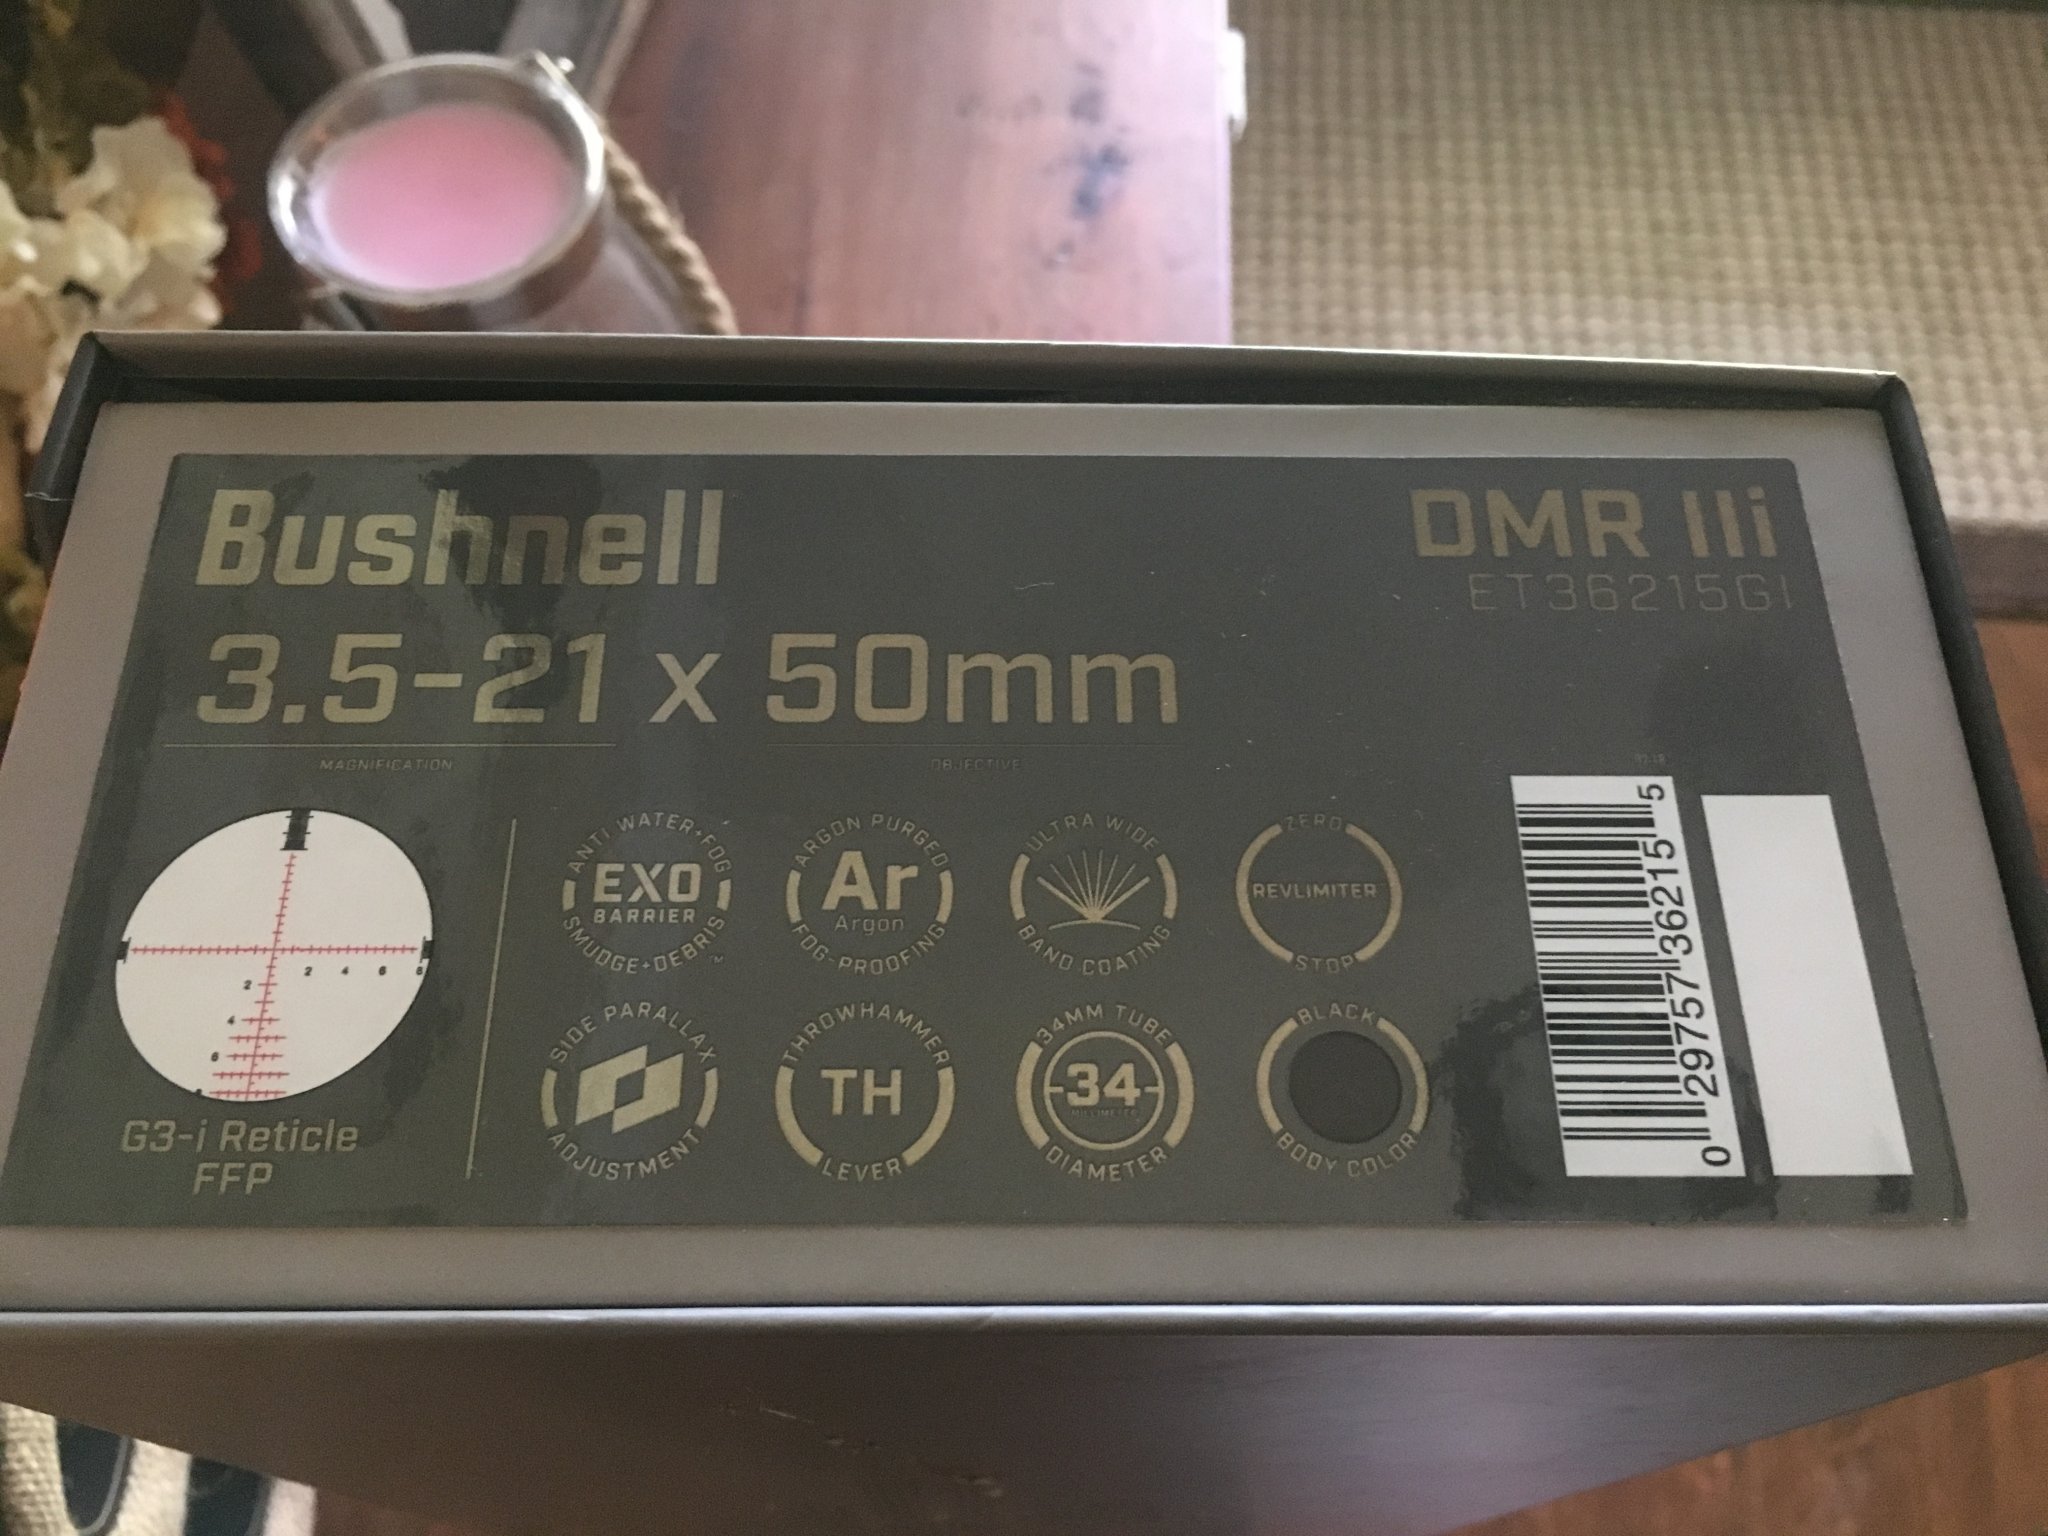 Bushnell
DMR IIi
ET36215GI
3.5-21 x 50mm
MAGNIFICATION
OBJECTIVE
2 4 6 8
2
4
6
G3-i Reticle
FFP
ANTI WATER+FOG
EXO
BARRIER
SMUDGE+DEBRIS™
ARGON PURGED
Ar
Argon
FOG-PROOFING
ULTRA WIDE
BAND COATING
ZERO
REVLIMITER
STOP
SIDE PARALLAX
ADJUSTMENT
THROWHAMMER
TH
LEVER
34MM TUBE
34
MILLIMETER
DIAMETER
BLACK
BODY COLOR
0 29757 36215 5